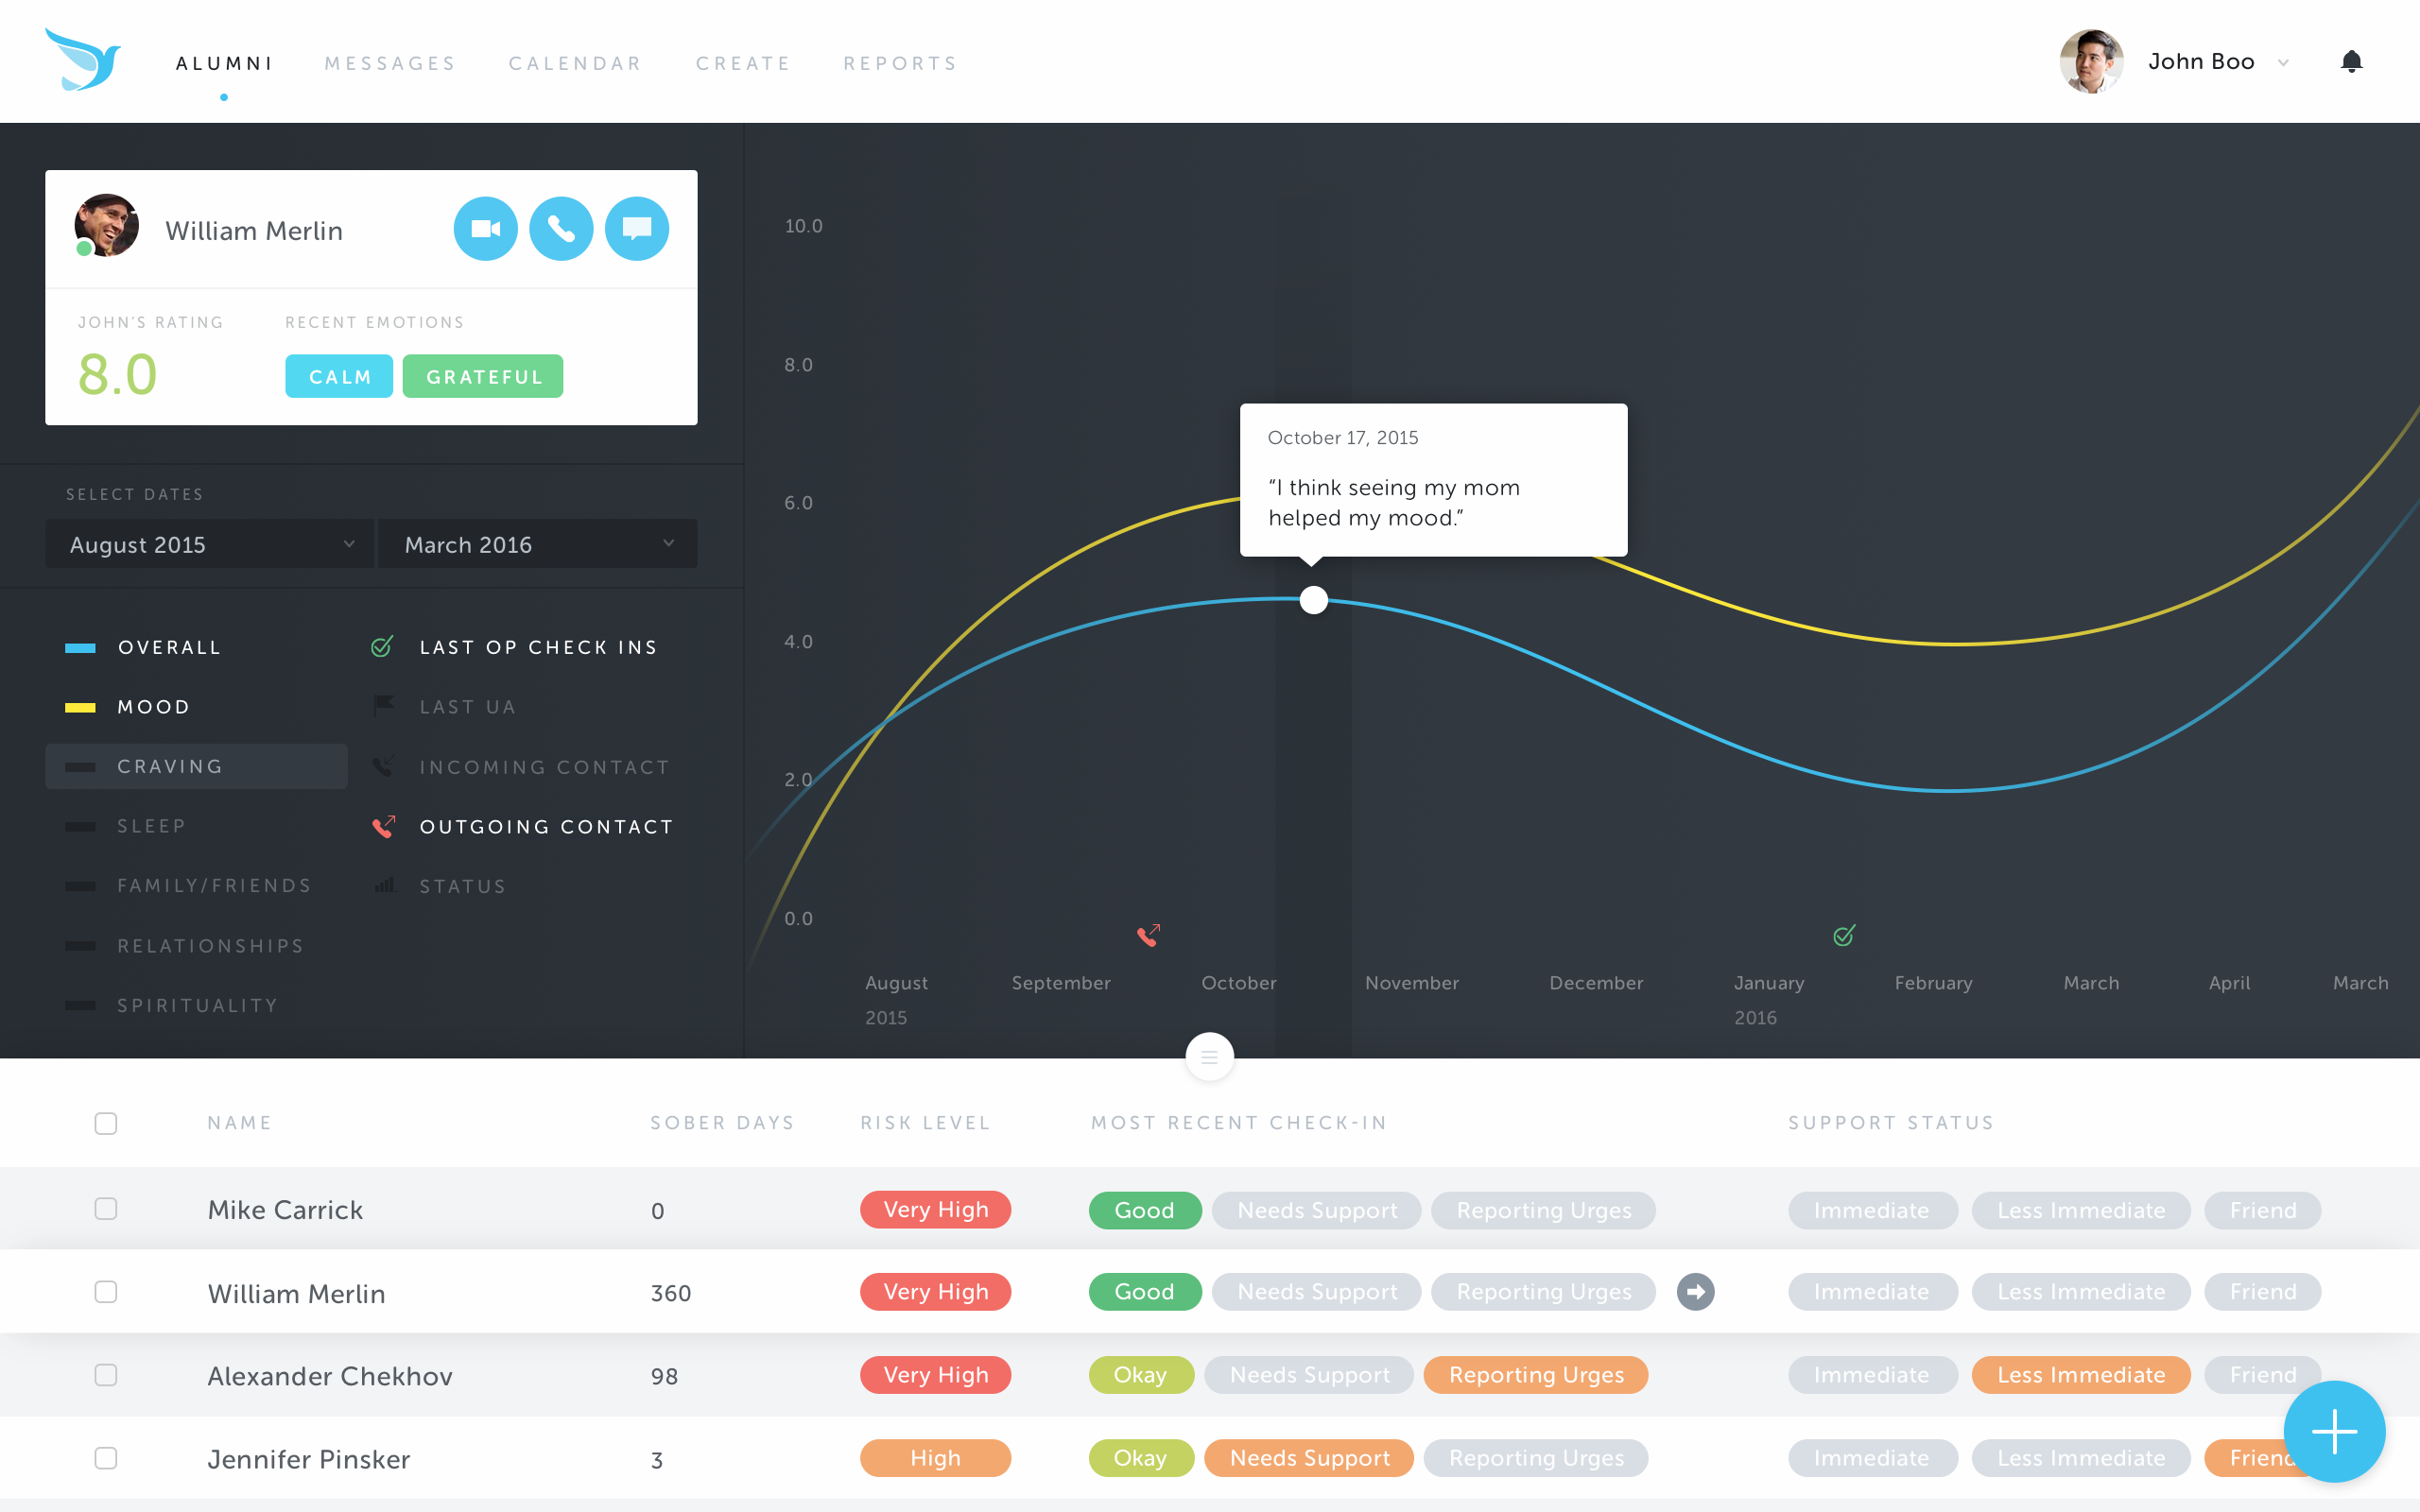 ALUMNI MESSAGES CALENDAR CREATE REPORTS John Boo
William Merlin
JOHN'S RATING RECENT EMOTIONS
8.0 CALM GRATEFUL
SELECT DATES
August 2015 March 2016
OVERALL LAST OP CHECK INS
MOOD LAST UA
CRAVING INCOMING CONTACT
SLEEP OUTGOING CONTACT
FAMILY/FRIENDS STATUS
RELATIONSHIPS
SPIRITUALITY
10.0
8.0
6.0
4.0
2.0
0.0
October 17, 2015
“I think seeing my mom
helped my mood.”
August September October November December January February March April March
2015 2016
NAME SOBER DAYS RISK LEVEL MOST RECENT CHECK-IN SUPPORT STATUS
Mike Carrick 0 Very High Good Needs Support Reporting Urges Immediate Less Immediate Friend
William Merlin 360 Very High Good Needs Support Reporting Urges Immediate Less Immediate Friend
Alexander Chekhov 98 Very High Okay Needs Support Reporting Urges Immediate Less Immediate Friend
Jennifer Pinsker 3 High Okay Needs Support Reporting Urges Immediate Less Immediate Friend